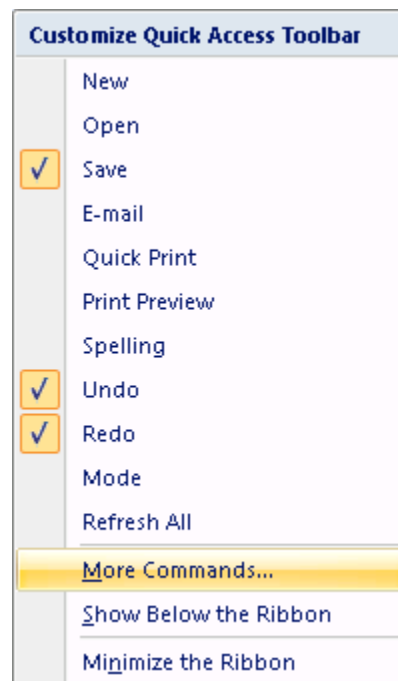 Customize Quick Access Toolbar
New
Open
Save
E-mail
Quick Print
Print Preview
Spelling
Undo
Redo
Mode
Refresh All
More Commands...
Show Below the Ribbon
Minimize the Ribbon